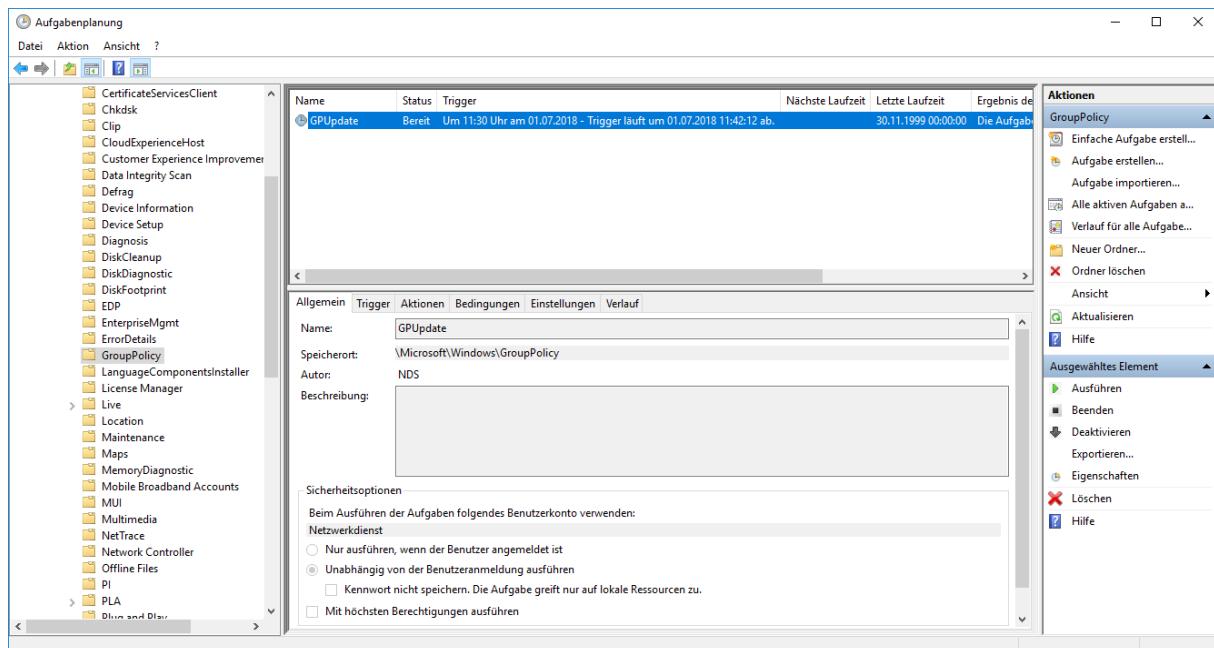 Aufgabenplanung
Datei Aktion Ansicht ?
CertificateServicesClient
Chkdsk
Clip
CloudExperienceHost
Customer Experience Improvemer
Data Integrity Scan
Defrag
Device Information
Device Setup
Diagnosis
DiskCleanup
DiskDiagnostic
DiskFootprint
EDP
EnterpriseMgmt
ErrorDetails
GroupPolicy
LanguageComponentsInstaller
License Manager
Live
Location
Maintenance
Maps
MemoryDiagnostic
Mobile Broadband Accounts
MUI
Multimedia
NetTrace
Network Controller
Offline Files
PI
PLA
Plug and Play
Name Status Trigger Nächste Laufzeit Letzte Laufzeit Ergebnis de
GPUpdate Bereit Um 11:30 Uhr am 01.07.2018 - Trigger läuft um 01.07.2018 11:42:12 ab. 30.11.1999 00:00:00 Die Aufgab
Allgemein Trigger Aktionen Bedingungen Einstellungen Verlauf
Name: GPUpdate
Speicherort: \Microsoft\Windows\GroupPolicy
Autor: NDS
Beschreibung:
Sicherheitsoptionen
Beim Ausführen der Aufgaben folgendes Benutzerkonto verwenden:
Netzwerkdienst
Nur ausführen, wenn der Benutzer angemeldet ist
Unabhängig von der Benutzeranmeldung ausführen
Kennwort nicht speichern. Die Aufgabe greift nur auf lokale Ressourcen zu.
Mit höchsten Berechtigungen ausführen
Aktionen
GroupPolicy
Einfache Aufgabe erstell...
Aufgabe erstellen...
Aufgabe importieren...
Alle aktiven Aufgaben a...
Verlauf für alle Aufgabe...
Neuer Ordner...
Ordner löschen
Ansicht
Aktualisieren
Hilfe
Ausgewähltes Element
Ausführen
Beenden
Deaktivieren
Exportieren...
Eigenschaften
Löschen
Hilfe